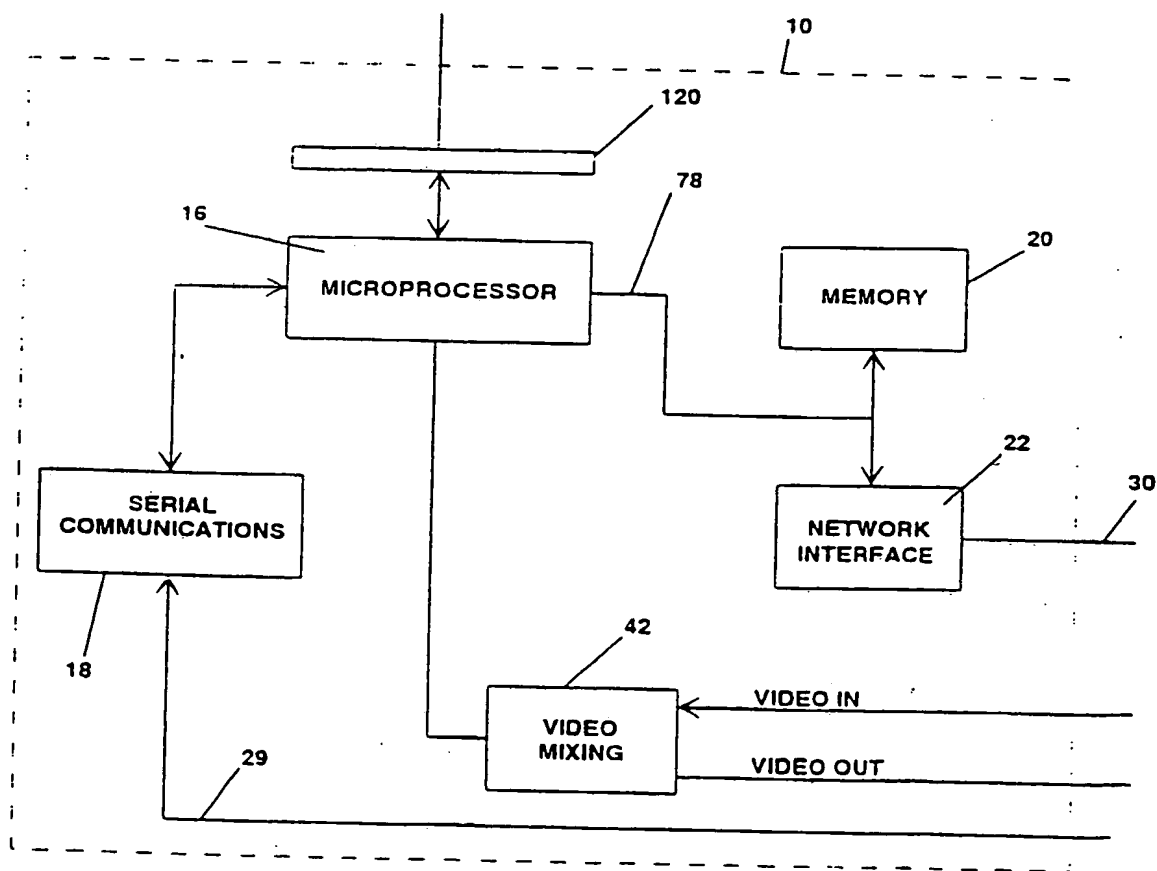 10
120
78
16
20
MICROPROCESSOR
MEMORY
22
30
SERIAL
COMMUNICATIONS
NETWORK
INTERFACE
18
42
VIDEO IN
VIDEO
MIXING
29
VIDEO OUT